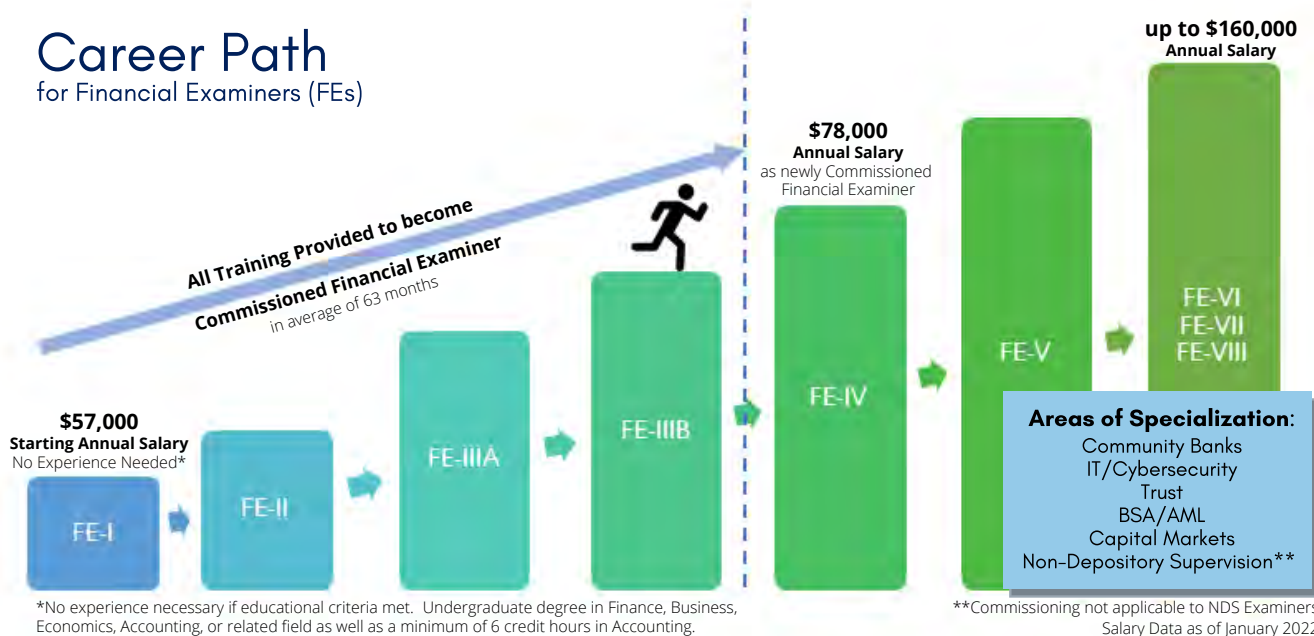 Career Path
for Financial Examiners (FEs)
up to $160,000
Annual Salary
$78,000
Annual Salary
as newly Commissioned
Financial Examiner
All Training Provided to become
Commissioned Financial Examiner
in average of 63 months
$57,000
Starting Annual Salary
No Experience Needed*
FE-I
FE-II
FE-IIIA
FE-IIIB
FE-IV
FE-V
FE-VI
FE-VII
FE-VIII
Areas of Specialization:
Community Banks
IT/Cybersecurity
Trust
BSA/AML
Capital Markets
Non-Depository Supervision**
*No experience necessary if educational criteria met. Undergraduate degree in Finance, Business,
Economics, Accounting, or related field as well as a minimum of 6 credit hours in Accounting.
**Commissioning not applicable to NDS Examiners
Salary Data as of January